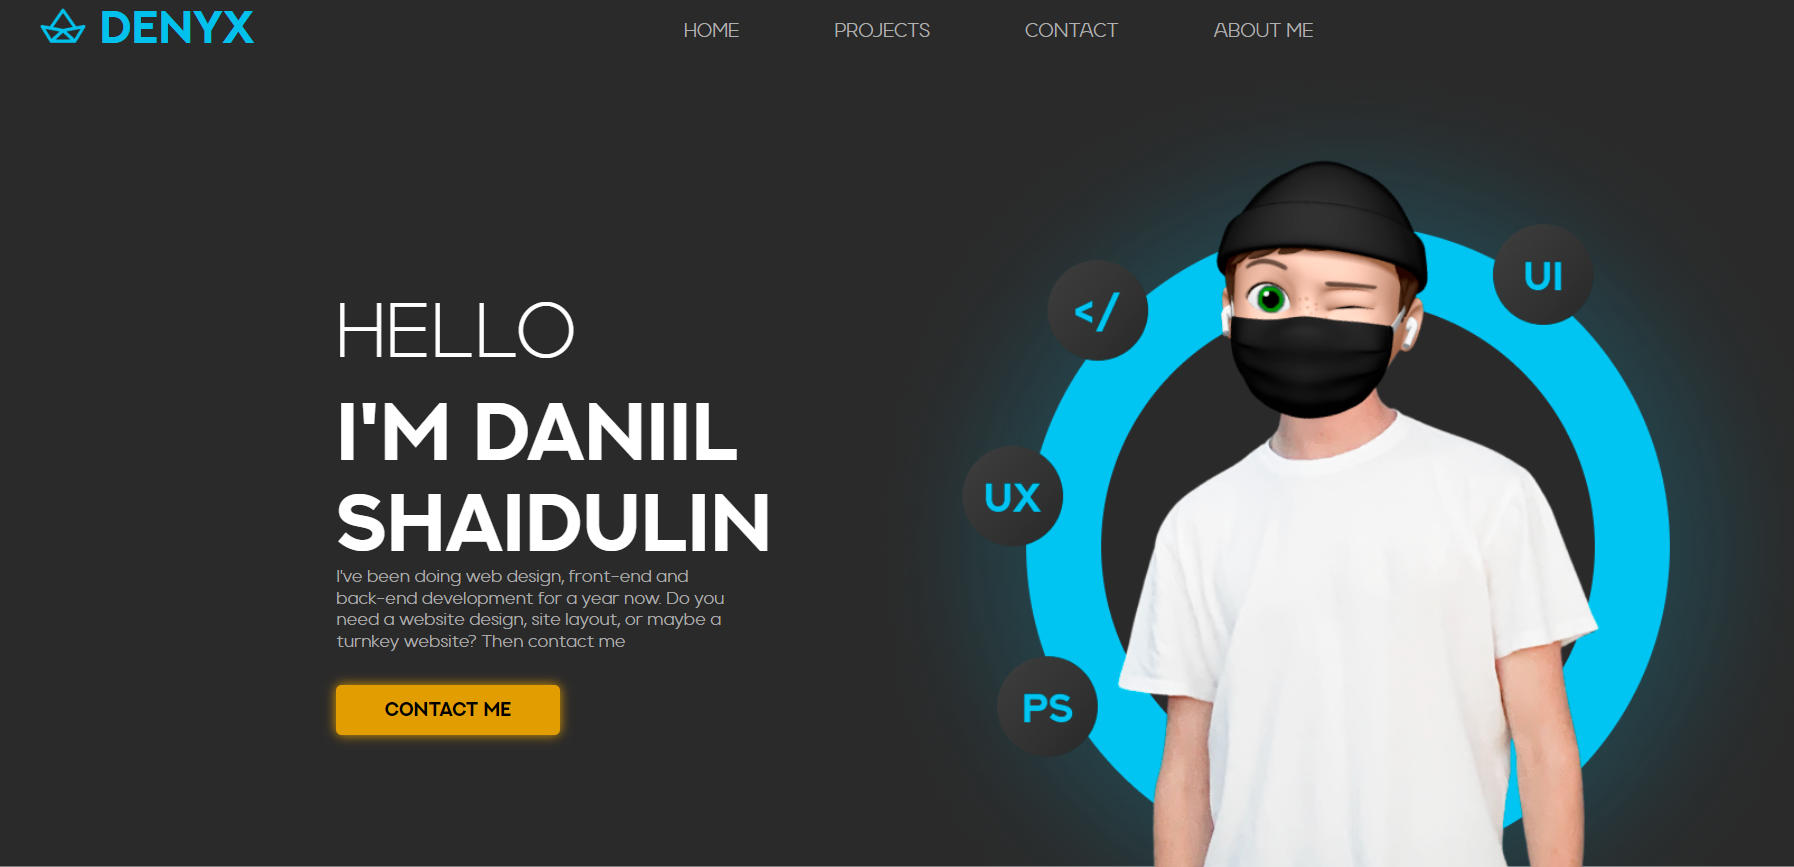 DENYX
HOME
PROJECTS
CONTACT
ABOUT ME
HELLO
I'M DANIIL
SHAIDULIN
I've been doing web design, front-end and
back-end development for a year now. Do you
need a website design, site layout, or maybe a
turnkey website? Then contact me
CONTACT ME
</
UI
UX
PS